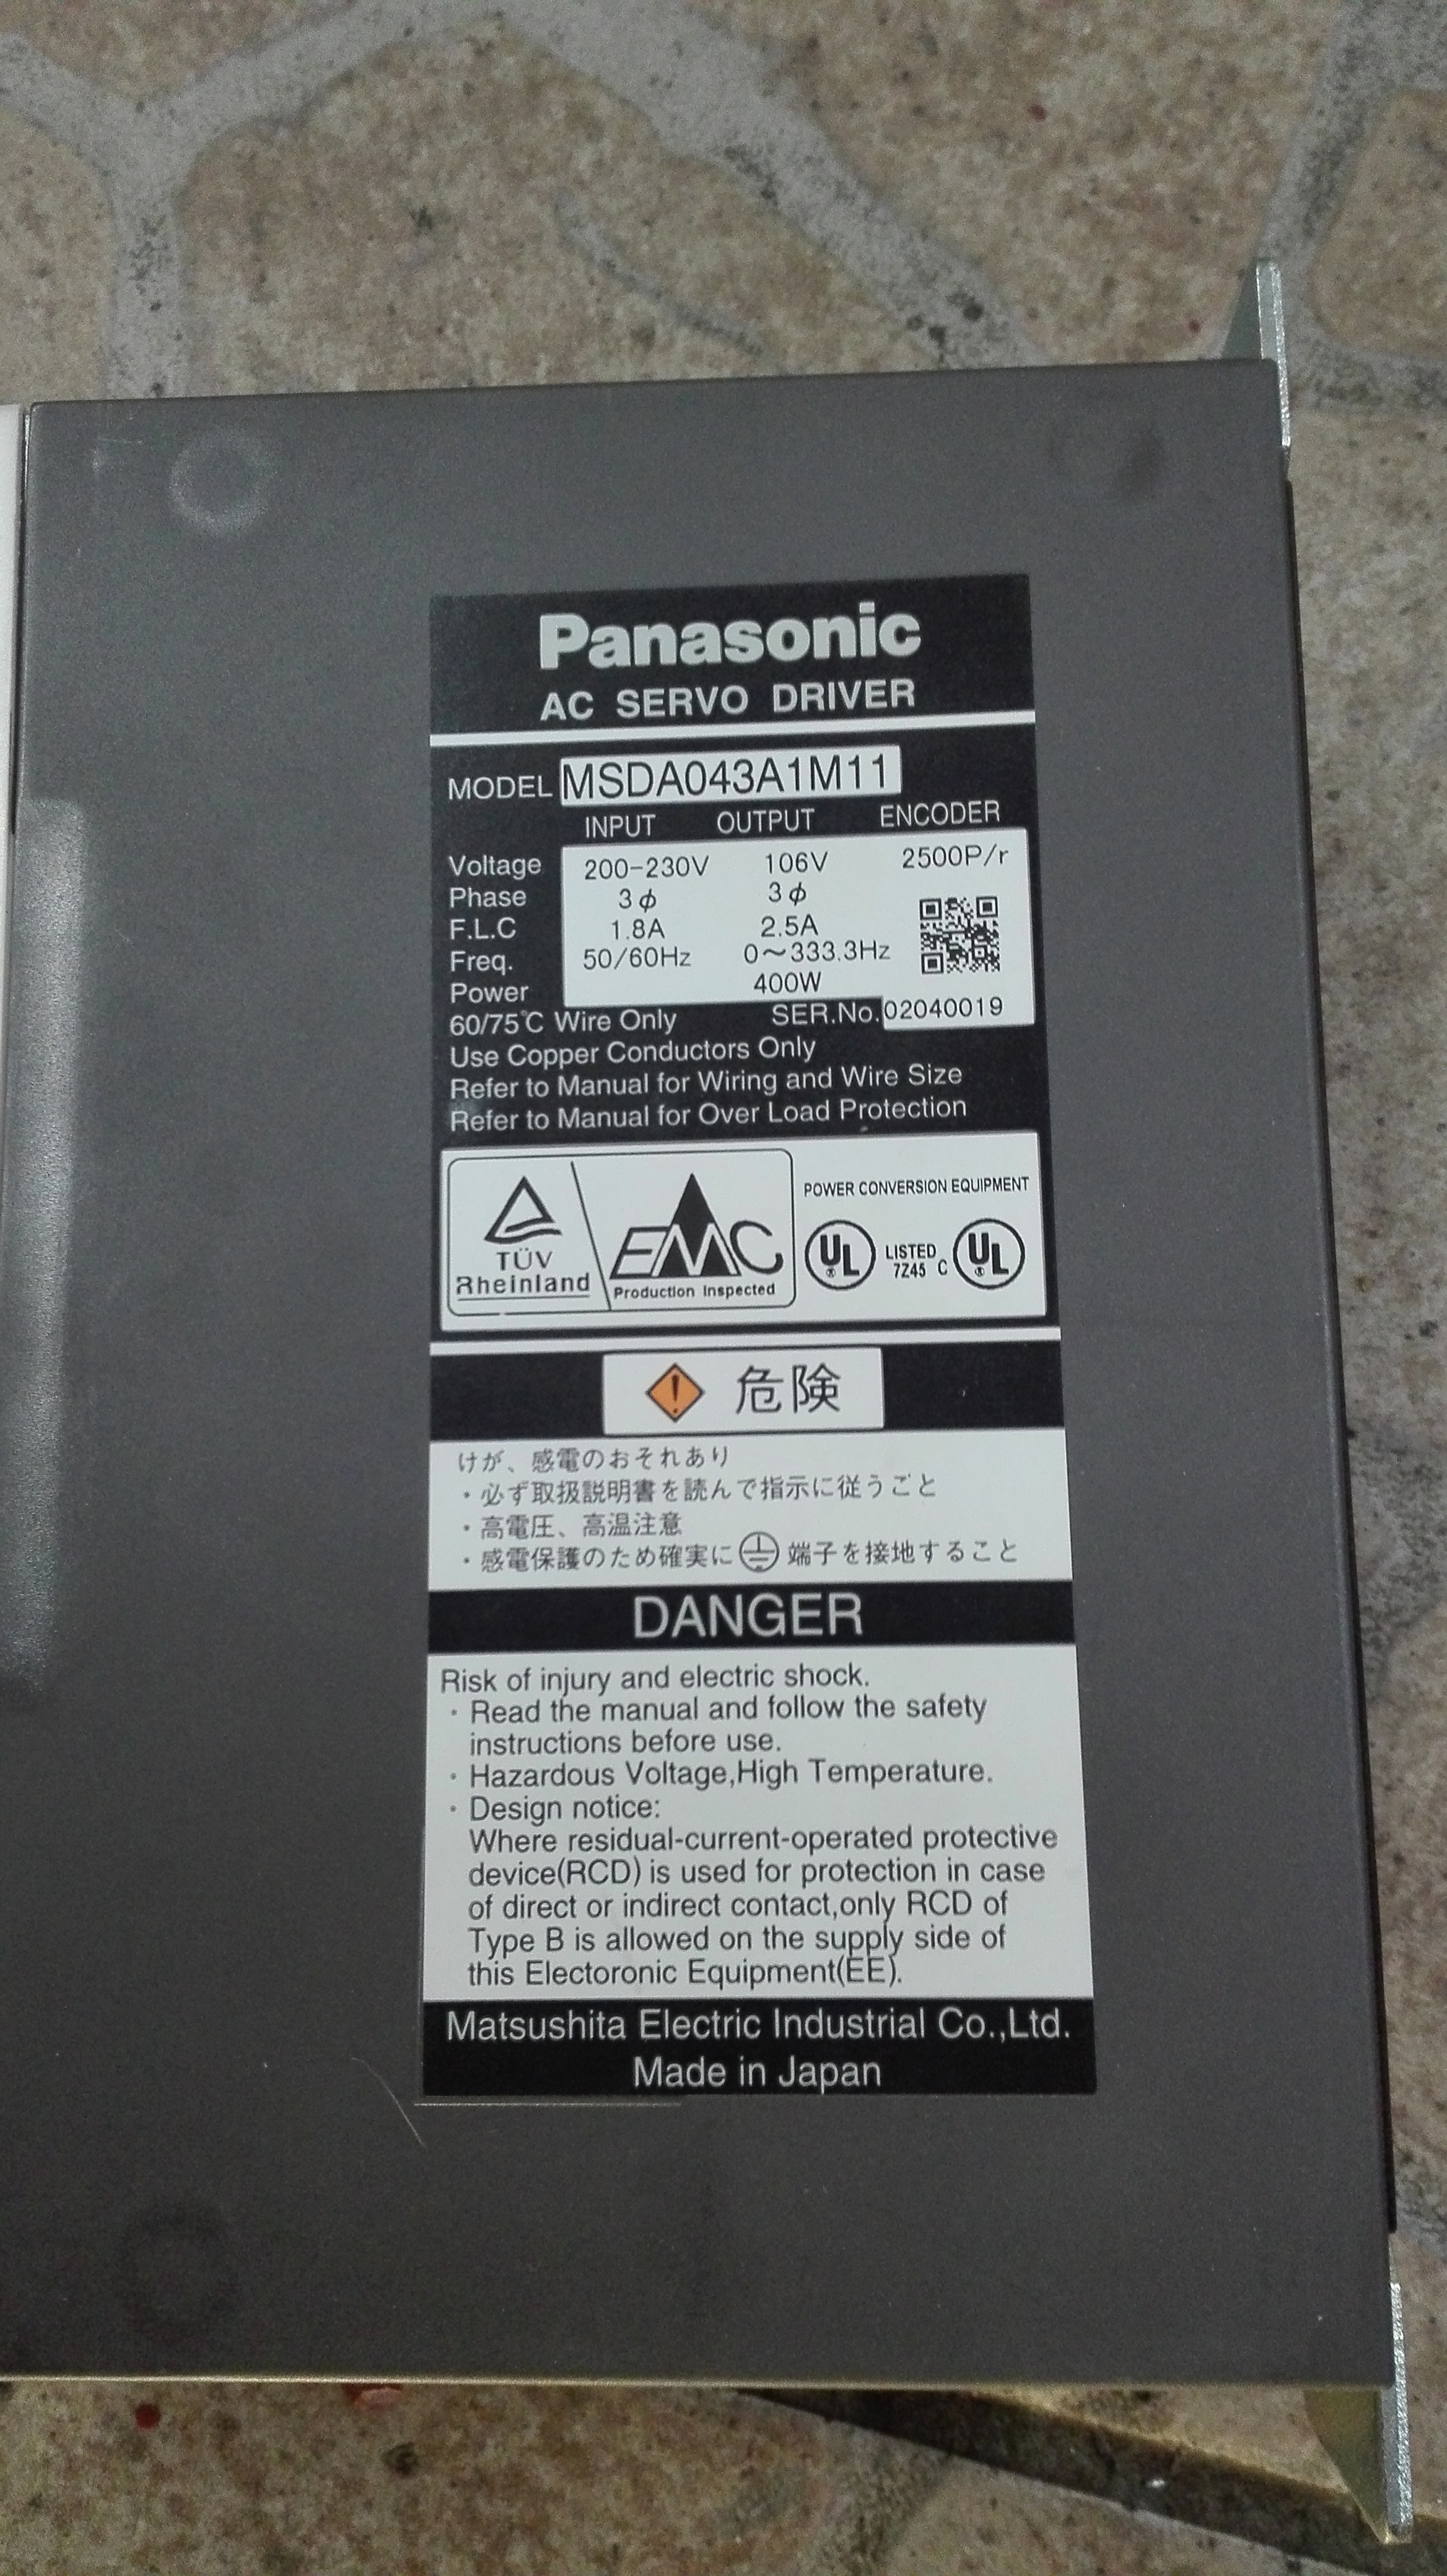 Panasonic
AC SERVO DRIVER
MODEL MSDA043A1M11
INPUT OUTPUT ENCODER
Voltage 200-230V 106V 2500P/r
Phase 3ϕ 3ϕ
F.L.C 1.8A 2.5A
Freq. 50/60Hz 0～333.3Hz
Power 400W
60/75℃ Wire Only SER.No. 02040019
Use Copper Conductors Only
Refer to Manual for Wiring and Wire Size
Refer to Manual for Over Load Protection
TÜV
Rheinland
EMC
Production Inspected
POWER CONVERSION EQUIPMENT
UL® LISTED C UL®
7Z45
危険
けが、感電のおそれあり
・必ず取扱説明書を読んで指示に従うごと
・高電圧、高温注意
・感電保護のため確実に⏚端子を接地すること
DANGER
Risk of injury and electric shock.
・Read the manual and follow the safety
instructions before use.
・Hazardous Voltage,High Temperature.
・Design notice:
Where residual-current-operated protective
device(RCD) is used for protection in case
of direct or indirect contact,only RCD of
Type B is allowed on the supply side of
this Electoronic Equipment(EE).
Matsushita Electric Industrial Co.,Ltd.
Made in Japan